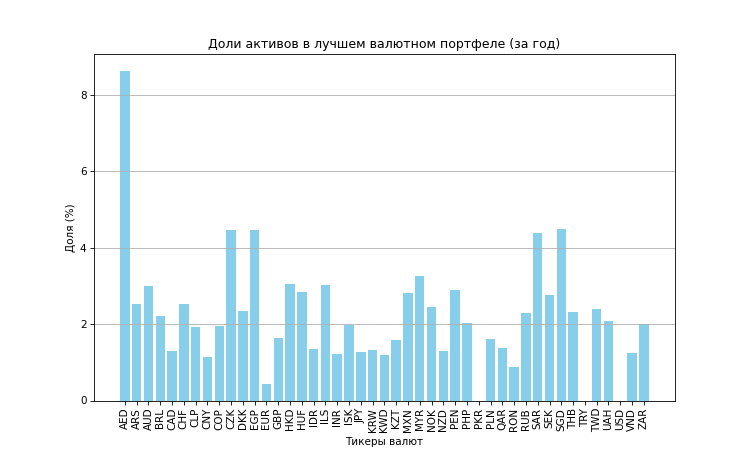 Доли активов в лучшем валютном портфеле (за год)
Доля (%)
8
6
4
2
0
AED ARS AUD BRL CAD CHF CLP CNY COP CZK DKK EGP EUR GBP HKD HUF IDR ILS INR ISK JPY KRW KWD KZT MXN MYR NOK NZD PEN PHP PKR PLN QAR RON RUB SAR SEK SGD THB TRY TWD UAH USD VND ZAR
Тикеры валют